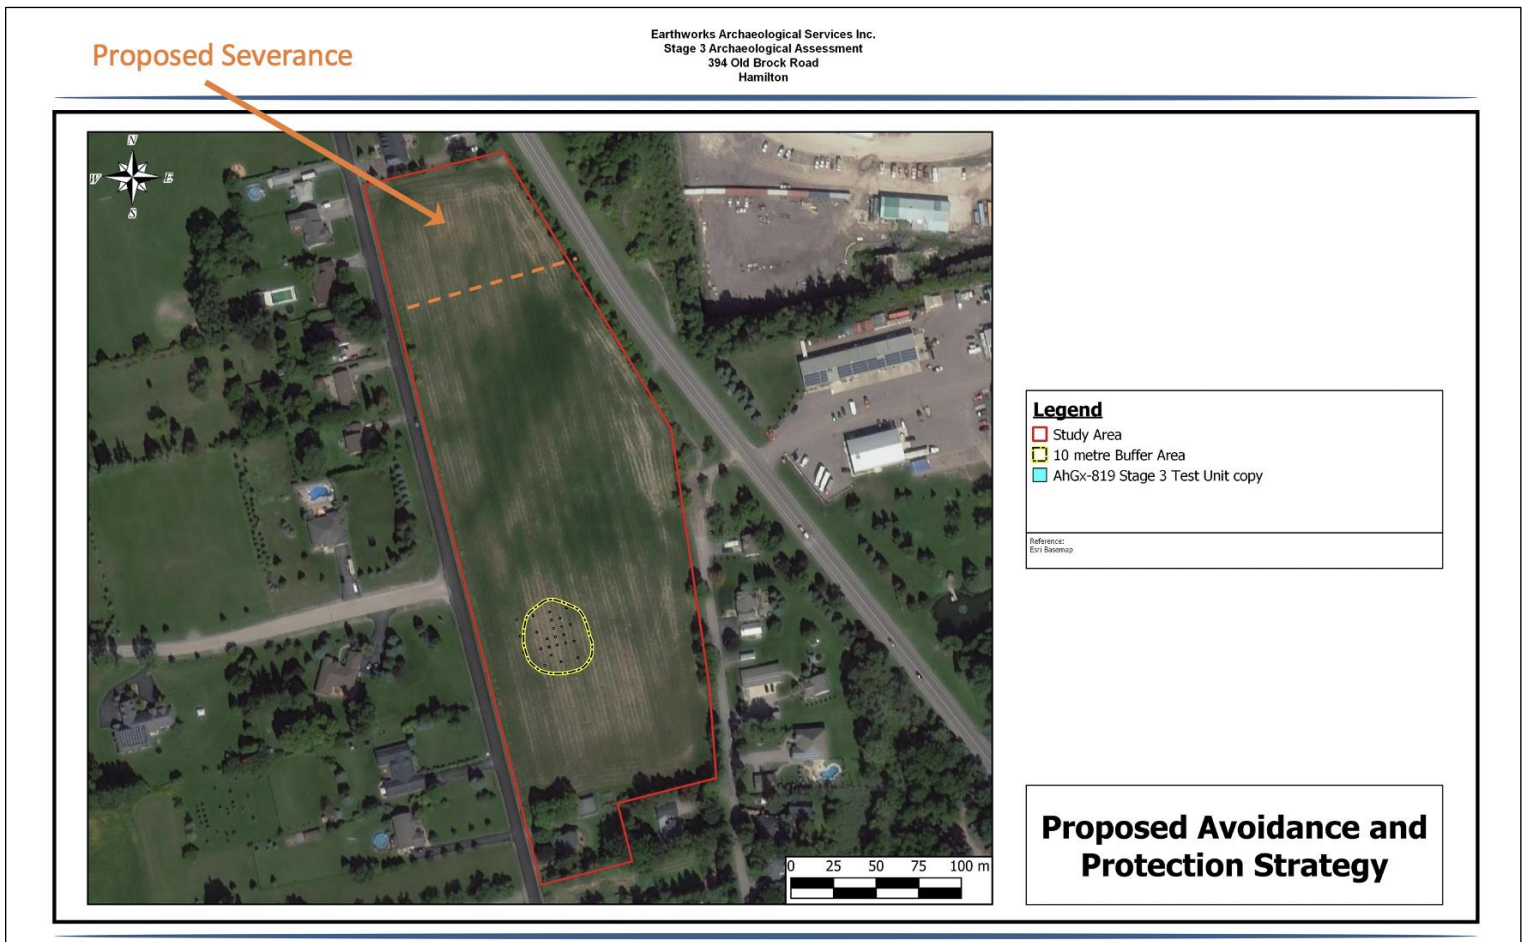 Earthworks Archaeological Services Inc.
Stage 3 Archaeological Assessment
394 Old Brock Road
Hamilton
Proposed Severance
N
W E
S
Legend
Study Area
10 metre Buffer Area
AhGx-819 Stage 3 Test Unit copy
Reference:
Esri Basemap
0 25 50 75 100 m
Proposed Avoidance and
Protection Strategy